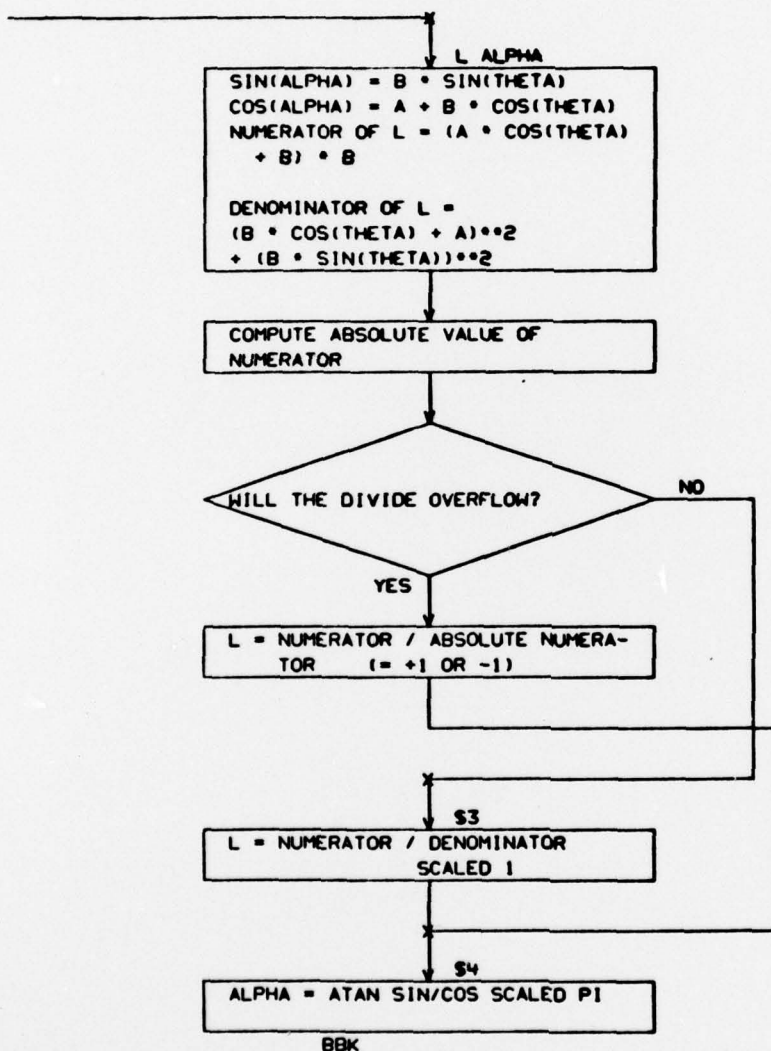 L ALPHA
SIN(ALPHA) = B * SIN(THETA)
COS(ALPHA) = A + B * COS(THETA)
NUMERATOR OF L = (A * COS(THETA)
+ B) * B
DENOMINATOR OF L =
(B * COS(THETA) + A)**2
+ (B * SIN(THETA))**2
COMPUTE ABSOLUTE VALUE OF
NUMERATOR
WILL THE DIVIDE OVERFLOW?
NO
YES
L = NUMERATOR / ABSOLUTE NUMERA-
TOR (= +1 OR -1)
$3
L = NUMERATOR / DENOMINATOR
SCALED 1
$4
ALPHA = ATAN SIN/COS SCALED PI
BBK